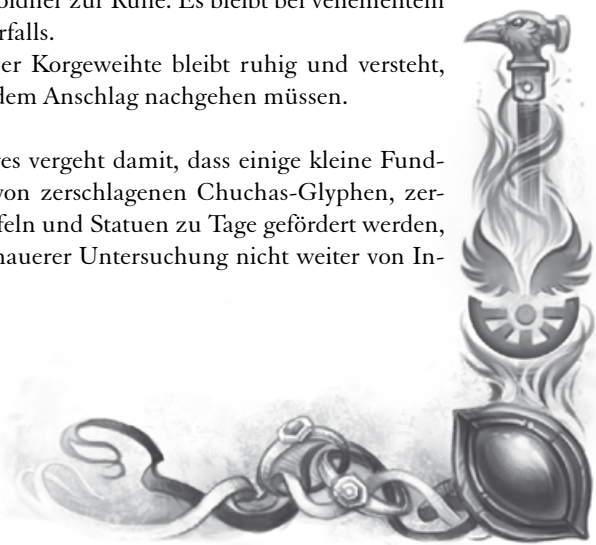 öldner zur Ruhe. Es bleibt bei vehementem
rfalls.
er Korgeweihte bleibt ruhig und versteht,
dem Anschlag nachgehen müssen.
es vergeht damit, dass einige kleine Fund-
von zerschlagenen Chuchas-Glyphen, zer-
feln und Statuen zu Tage gefördert werden,
nauerer Untersuchung nicht weiter von In-